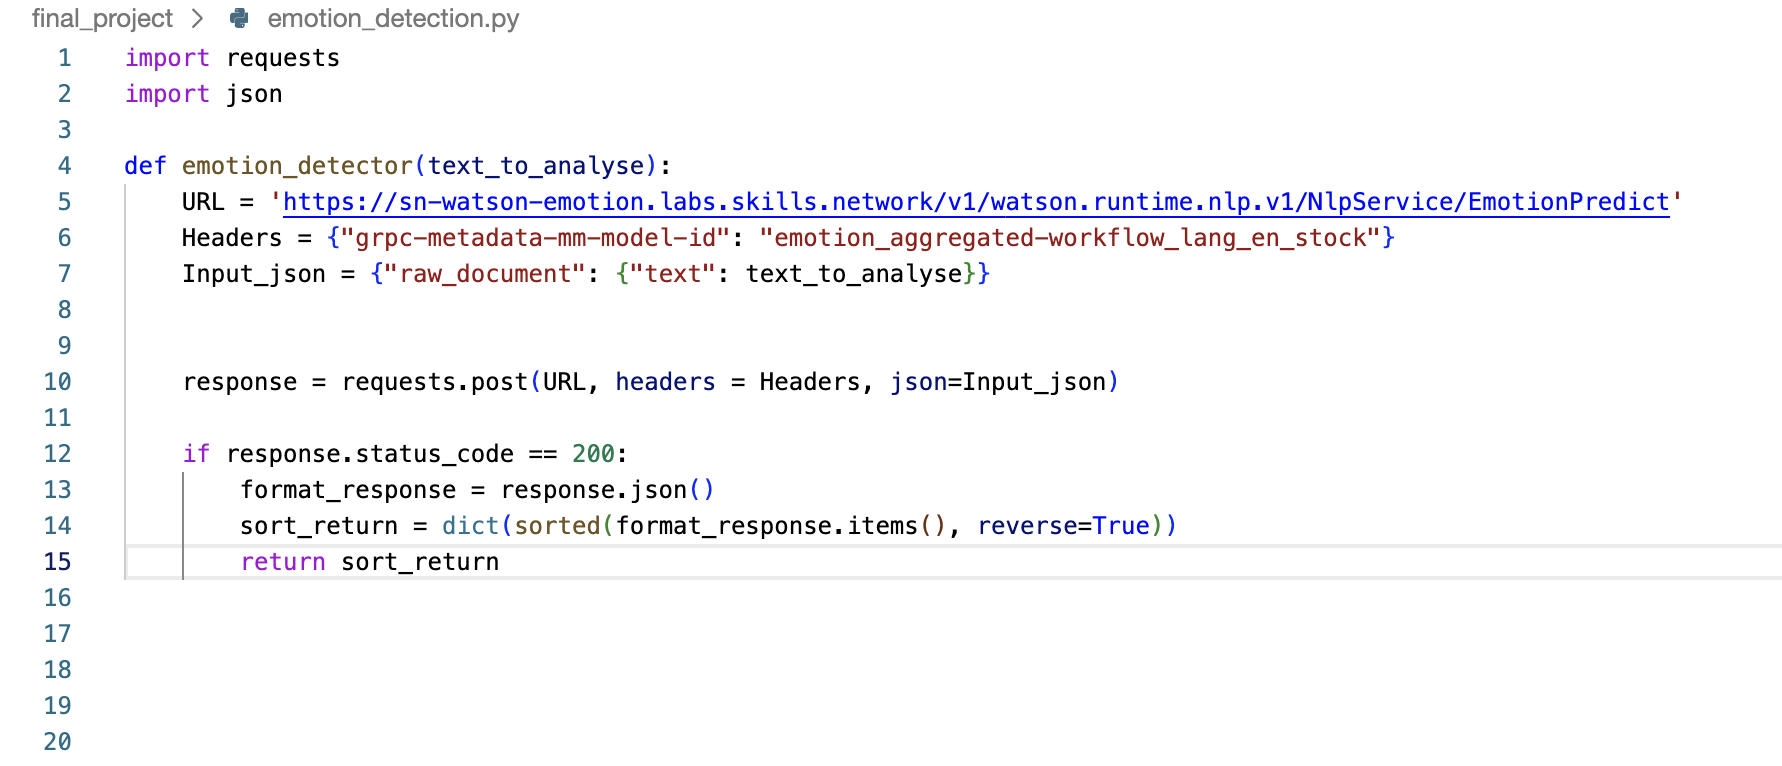 final_project > emotion_detection.py
1 import requests
2 import json
3
4 def emotion_detector(text_to_analyse):
5     URL = 'https://sn-watson-emotion.labs.skills.network/v1/watson.runtime.nlp.v1/NlpService/EmotionPredict'
6     Headers = {"grpc-metadata-mm-model-id": "emotion_aggregated-workflow_lang_en_stock"}
7     Input_json = {"raw_document": {"text": text_to_analyse}}
8
9
10     response = requests.post(URL, headers = Headers, json=Input_json)
11
12     if response.status_code == 200:
13         format_response = response.json()
14         sort_return = dict(sorted(format_response.items(), reverse=True))
15         return sort_return
16
17
18
19
20